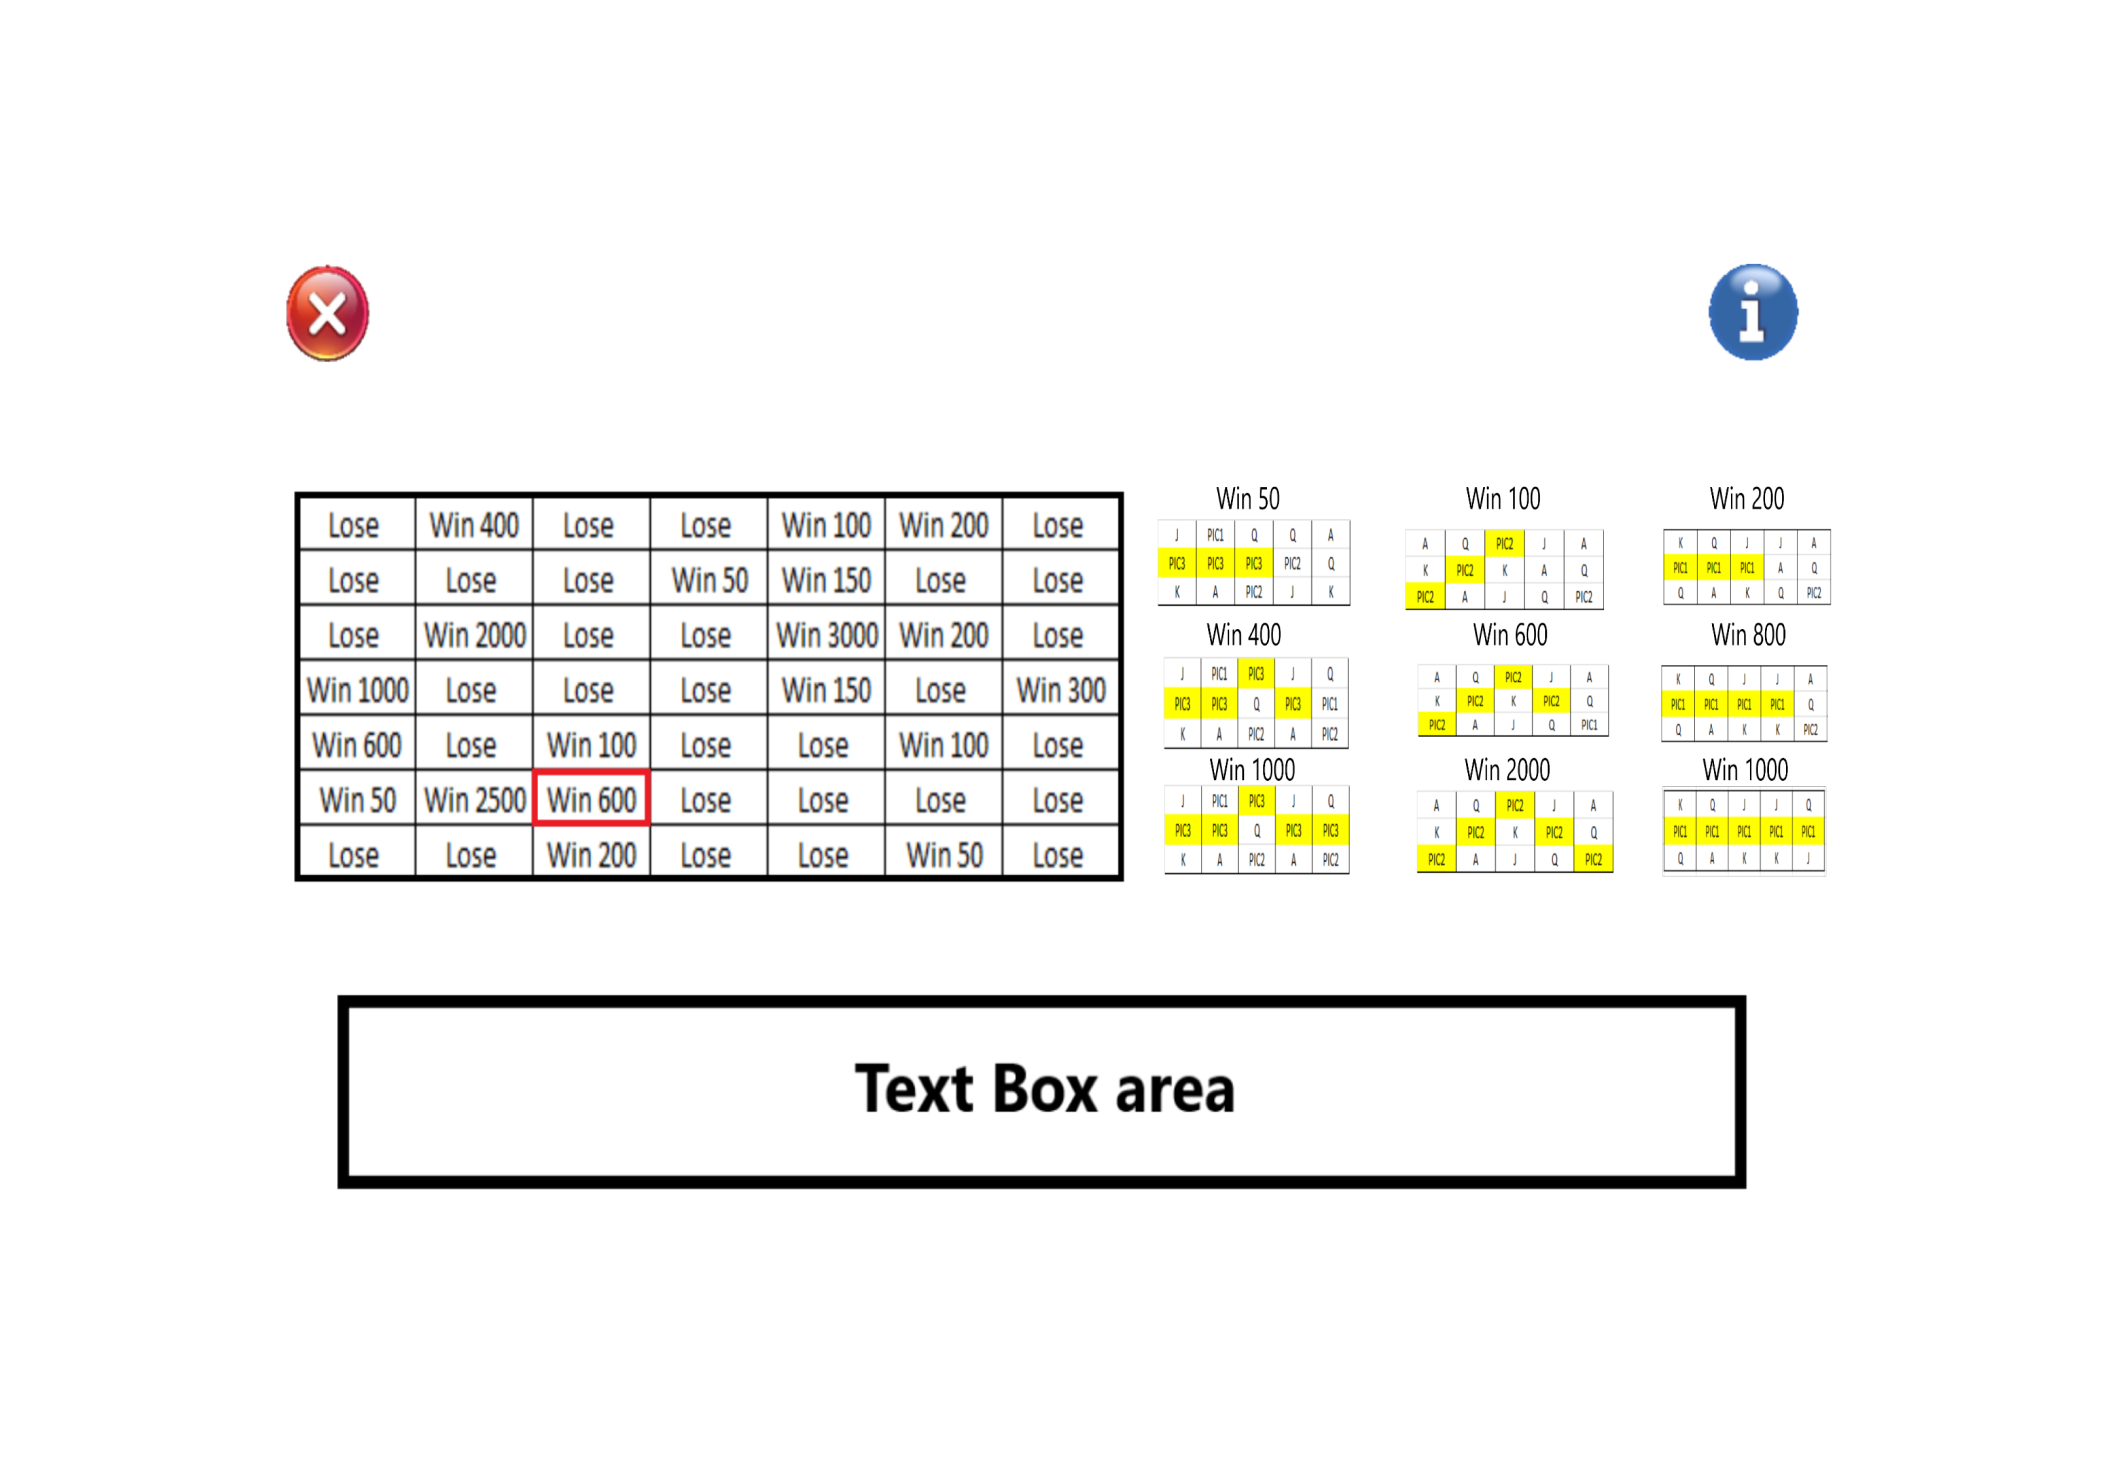 Lose Win 400 Lose Lose Win 100 Win 200 Lose
Lose Lose Lose Win 50 Win 150 Lose Lose
Lose Win 2000 Lose Lose Win 3000 Win 200 Lose
Win 1000 Lose Lose Lose Win 150 Lose Win 300
Win 600 Lose Win 100 Lose Lose Win 100 Lose
Win 50 Win 2500 Win 600 Lose Lose Lose Lose
Lose Lose Win 200 Lose Lose Win 50 Lose
Win 50
J PIC1 Q Q A
PIC3 PIC3 PIC3 PIC2 Q
K A PIC2 J K
Win 100
A Q PIC2 J A
K PIC2 K A Q
PIC2 A J Q PIC2
Win 200
K Q J J A
PIC1 PIC1 PIC1 A Q
Q A K Q PIC2
Win 400
J PIC1 PIC3 J Q
PIC3 PIC3 Q PIC3 PIC1
K A PIC2 A PIC2
Win 600
A Q PIC2 J A
K PIC2 K PIC2 Q
PIC2 A J Q PIC1
Win 800
K Q J J A
PIC1 PIC1 PIC1 PIC1 Q
Q A K K PIC2
Win 1000
J PIC1 PIC3 J Q
PIC3 PIC3 Q PIC3 PIC3
K A PIC2 A PIC2
Win 2000
A Q PIC2 J A
K PIC2 K PIC2 Q
PIC2 A J Q PIC2
Win 1000
K Q J J Q
PIC1 PIC1 PIC1 PIC1 PIC1
Q A K K J
Text Box area